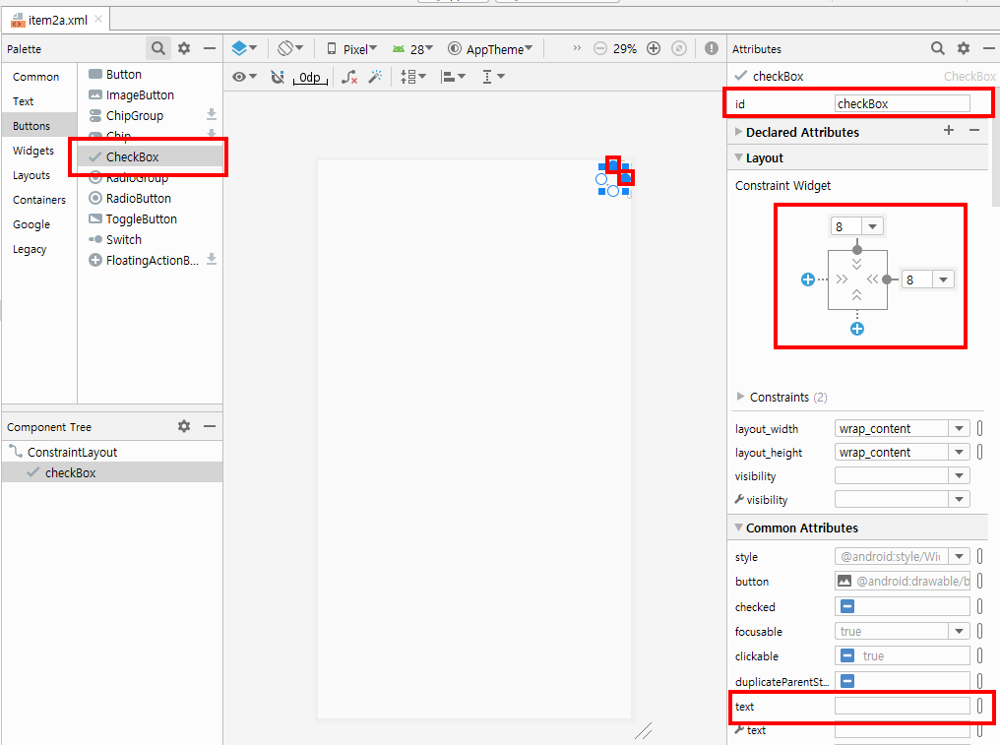 item2a.xml
Palette
Common
Text
Buttons
Widgets
Layouts
Containers
Google
Legacy
Button
ImageButton
ChipGroup
Chip
CheckBox
RadioGroup
RadioButton
ToggleButton
Switch
FloatingActionB...
Component Tree
ConstraintLayout
checkBox
Pixel
28
AppTheme
29%
0dp
Attributes
checkBox CheckBox
id checkBox
Declared Attributes
Layout
Constraint Widget
8
8
Constraints (2)
layout_width wrap_content
layout_height wrap_content
visibility
visibility
Common Attributes
style @android:style/Wi
button @android:drawable/b
checked
focusable true
clickable true
duplicateParentSt...
text
text